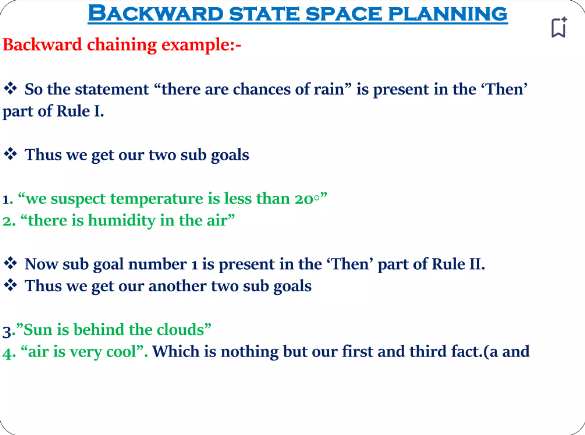 Backward state space planning
Backward chaining example:-
❖ So the statement “there are chances of rain” is present in the ‘Then’
part of Rule I.
❖ Thus we get our two sub goals
1. “we suspect temperature is less than 20°”
2. “there is humidity in the air”
❖ Now sub goal number 1 is present in the ‘Then’ part of Rule II.
❖ Thus we get our another two sub goals
3.”Sun is behind the clouds”
4. “air is very cool”. Which is nothing but our first and third fact.(a and